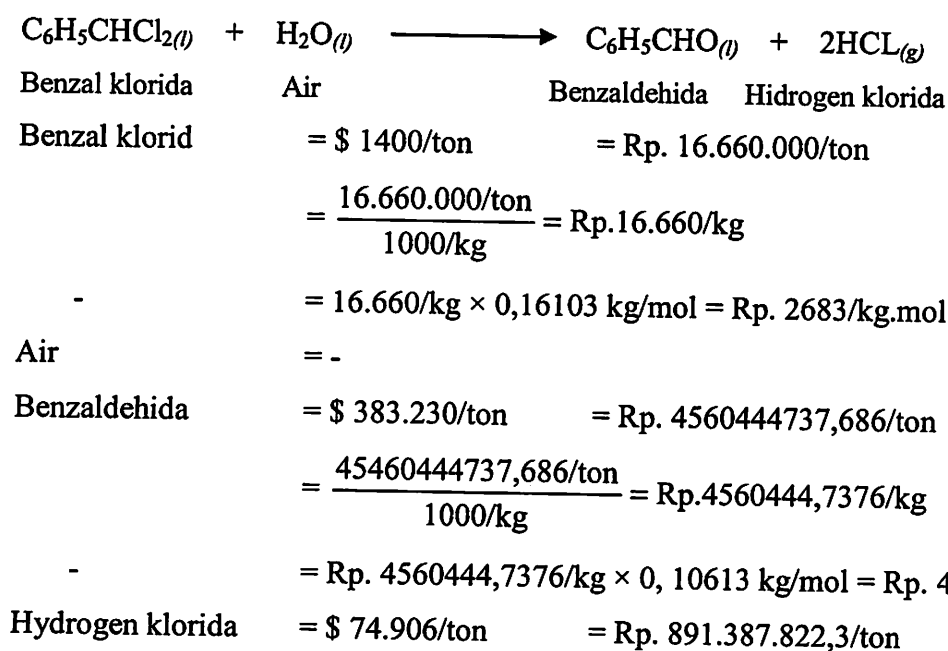 C₆H₅CHCl₂(l) + H₂O(l) ⟶ C₆H₅CHO(l) + 2HCL(g)
Benzal klorida Air Benzaldehida Hidrogen klorida
Benzal klorid = $ 1400/ton = Rp. 16.660.000/ton
= 16.660.000/ton / 1000/kg = Rp.16.660/kg
- = 16.660/kg × 0,16103 kg/mol = Rp. 2683/kg.mol
Air = -
Benzaldehida = $ 383.230/ton = Rp. 4560444737,686/ton
= 45460444737,686/ton / 1000/kg = Rp.4560444,7376/kg
- = Rp. 4560444,7376/kg × 0, 10613 kg/mol = Rp. 4
Hydrogen klorida = $ 74.906/ton = Rp. 891.387.822,3/ton